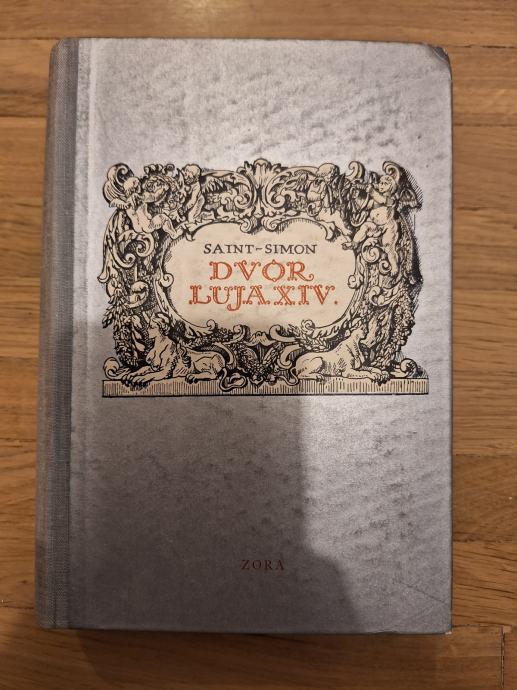 SAINT-SIMON
DVOR
LUJA XIV.
ZORA